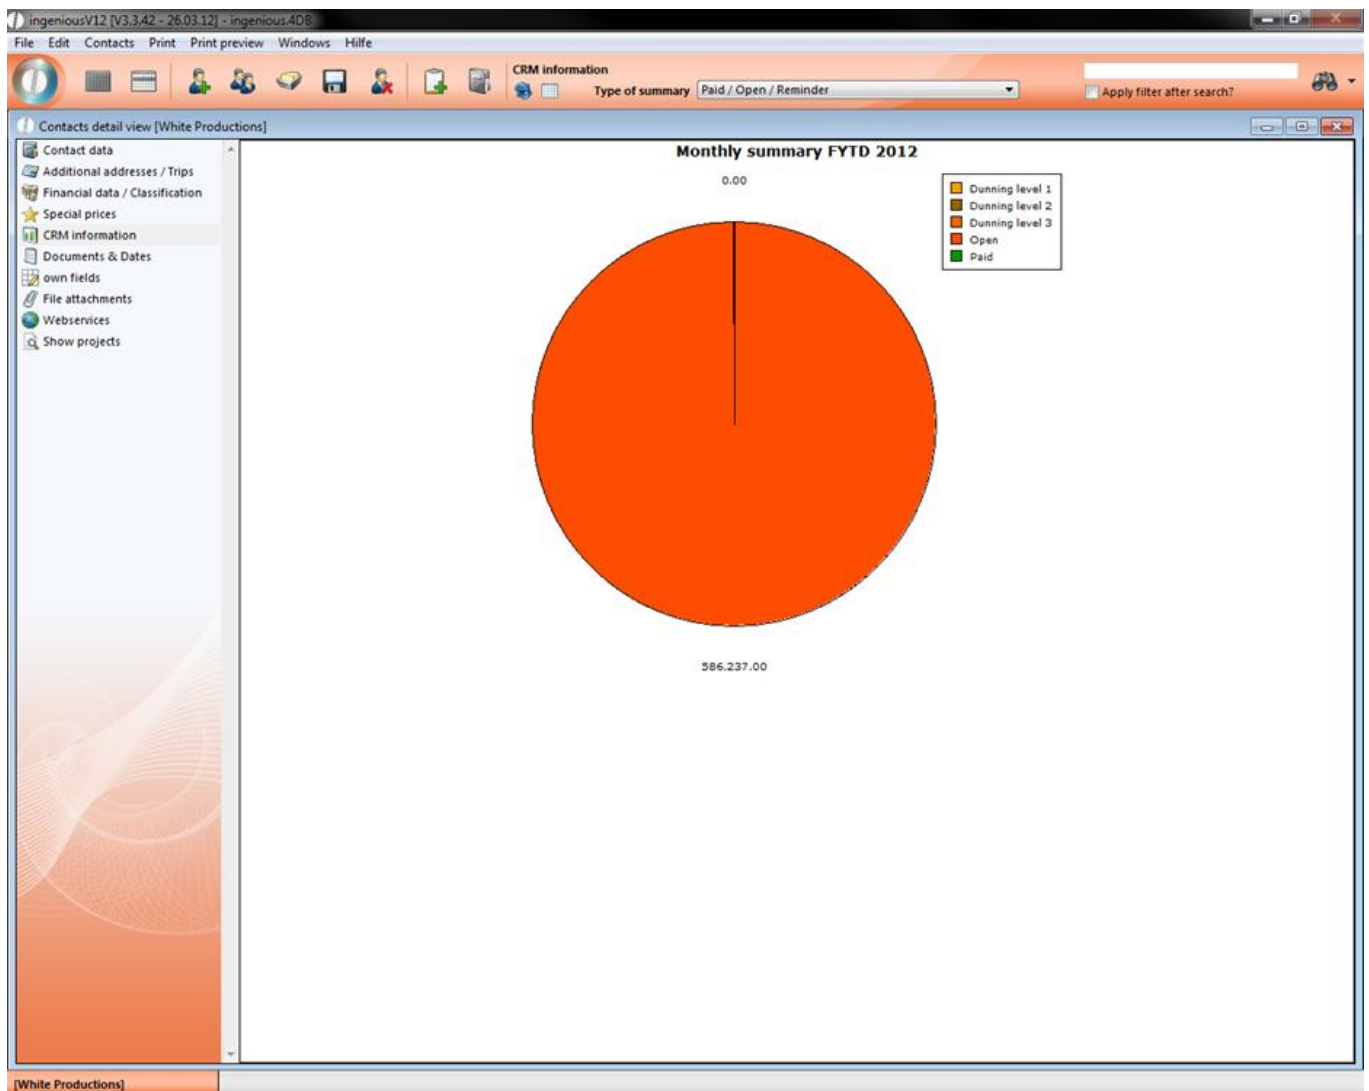 ingeniousV12 [V3.3.42 - 26.03.12] - ingenious.4DB
File Edit Contacts Print Print preview Windows Hilfe
CRM information
Type of summary Paid / Open / Reminder
Apply filter after search?
Contacts detail view [White Productions]
Contact data
Additional addresses / Trips
Financial data / Classification
Special prices
CRM information
Documents & Dates
own fields
File attachments
Webservices
Show projects
Monthly summary FYTD 2012
0.00
Dunning level 1
Dunning level 2
Dunning level 3
Open
Paid
586.237.00
[White Productions]